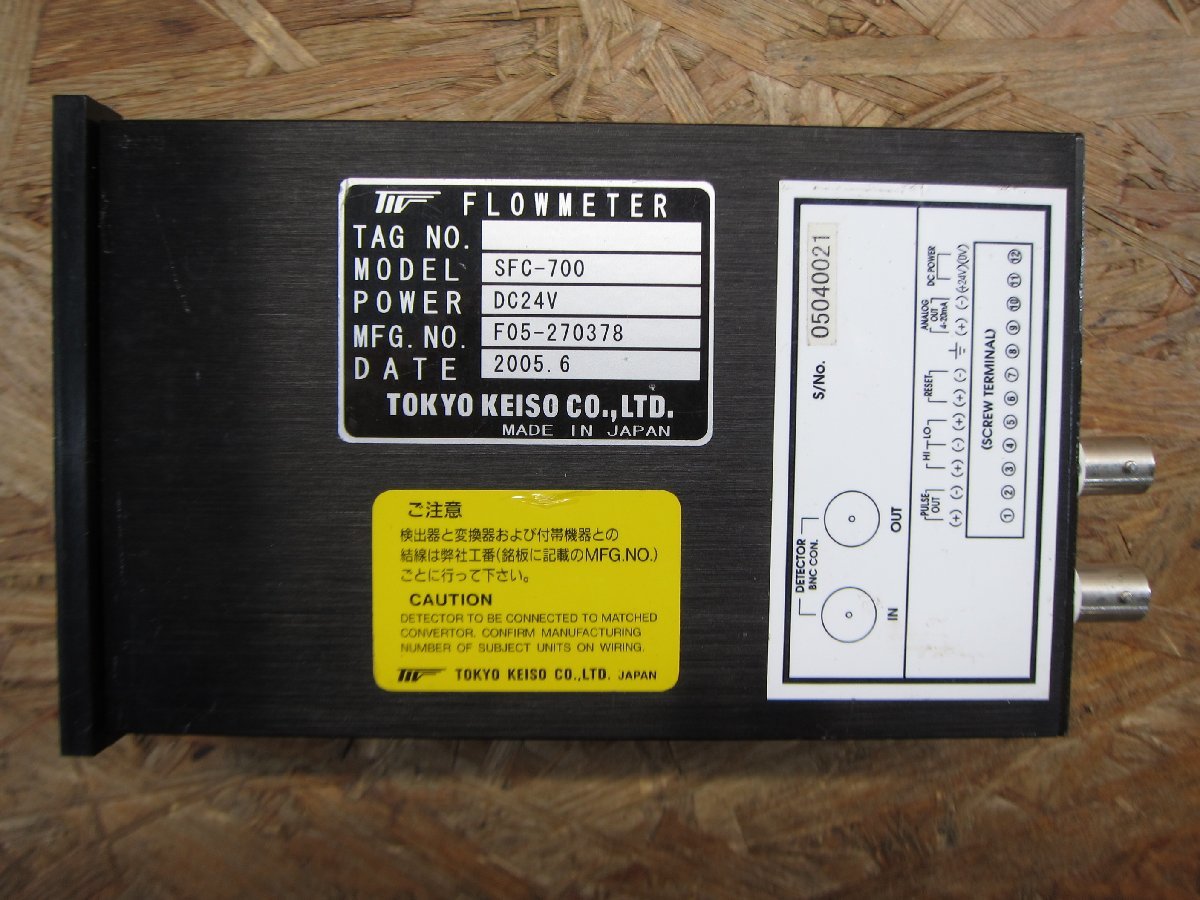 TIV FLOWMETER
TAG NO.
MODEL SFC-700
POWER DC24V
MFG. NO. F05-270378
DATE 2005. 6
TOKYO KEISO CO.,LTD.
MADE IN JAPAN
ご注意
検出器と変換器および付帯機器との
結線は弊社工番(銘板に記載のMFG.NO.)
ごとに行って下さい。
CAUTION
DETECTOR TO BE CONNECTED TO MATCHED
CONVERTOR. CONFIRM MANUFACTURING
NUMBER OF SUBJECT UNITS ON WIRING.
TIV TOKYO KEISO CO.,LTD. JAPAN
S/No. 05040021
DETECTOR
BNC CON.
IN OUT
PULSE OUT HI LO RESET ANALOG OUT 4-20mA DC POWER
(+) (-) (+) (-) (+) (+) (-) (+) (-) (+24V) (0V)
① ② ③ ④ ⑤ ⑥ ⑦ ⑧ ⑨ ⑩ ⑪ ⑫
(SCREW TERMINAL)